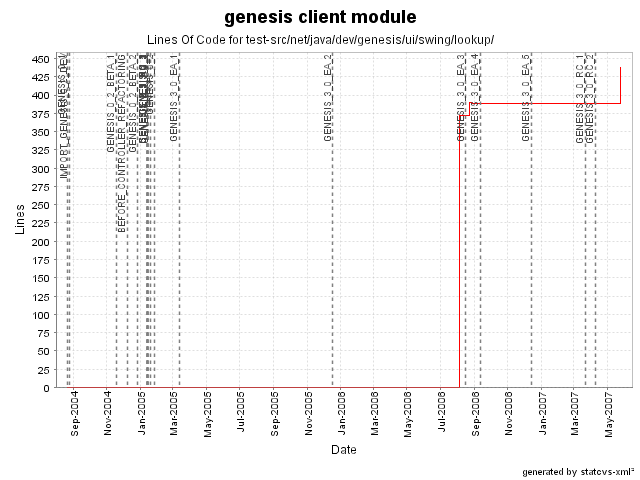 genesis client module
Lines Of Code for test-src/net/java/dev/genesis/ui/swing/lookup/
Lines
450
425
400
375
350
325
300
275
250
225
200
175
150
125
100
75
50
25
0
GENESIS_0_2_BETA_1
BEFORE_CONTROLLER_REFACTORING
GENESIS_0_2_BETA_2
GENESIS_3_0_EA_1
GENESIS_3_0_EA_2
GENESIS_3_0_EA_3
GENESIS_3_0_EA_4
GENESIS_3_0_EA_5
GENESIS_3_0_RC_1
GENESIS_3_0_RC_2
Sep-2004
Nov-2004
Jan-2005
Mar-2005
May-2005
Jul-2005
Sep-2005
Nov-2005
Jan-2006
Mar-2006
May-2006
Jul-2006
Sep-2006
Nov-2006
Jan-2007
Mar-2007
May-2007
Date
generated by statcvs-xml²